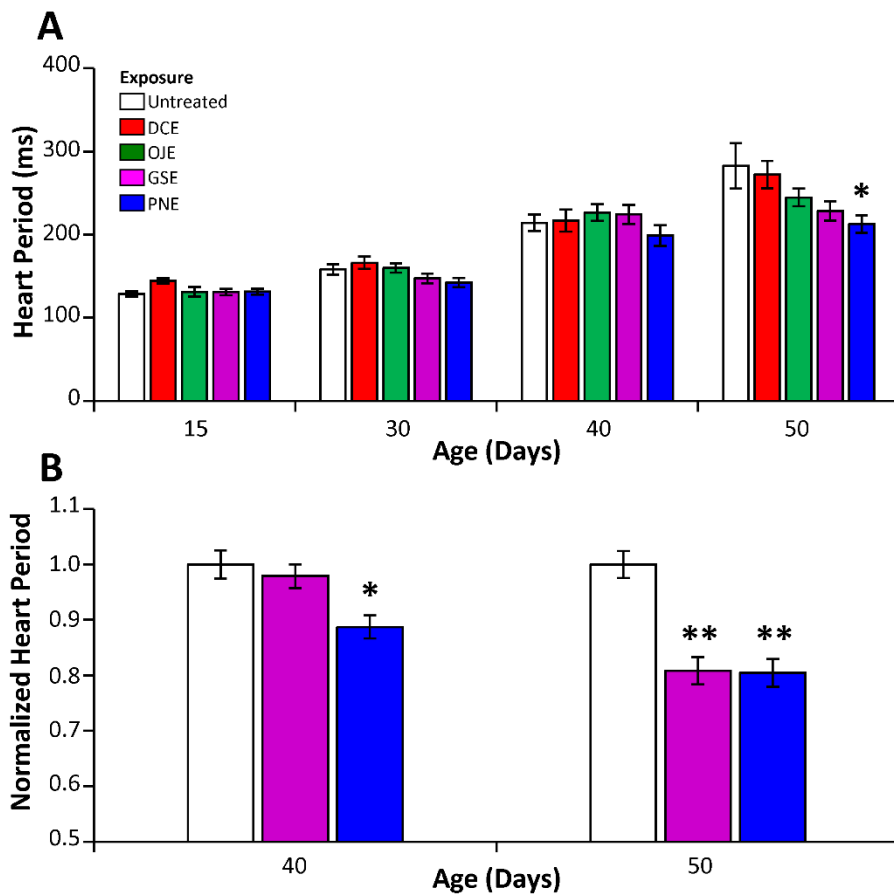 A
Heart Period (ms)
400
300
200
100
0
Exposure
Untreated
DCE
OJE
GSE
PNE
*
15 30 40 50
Age (Days)
B
Normalized Heart Period
1.1
1.0
0.9
0.8
0.7
0.6
0.5
*
** **
40 50
Age (Days)